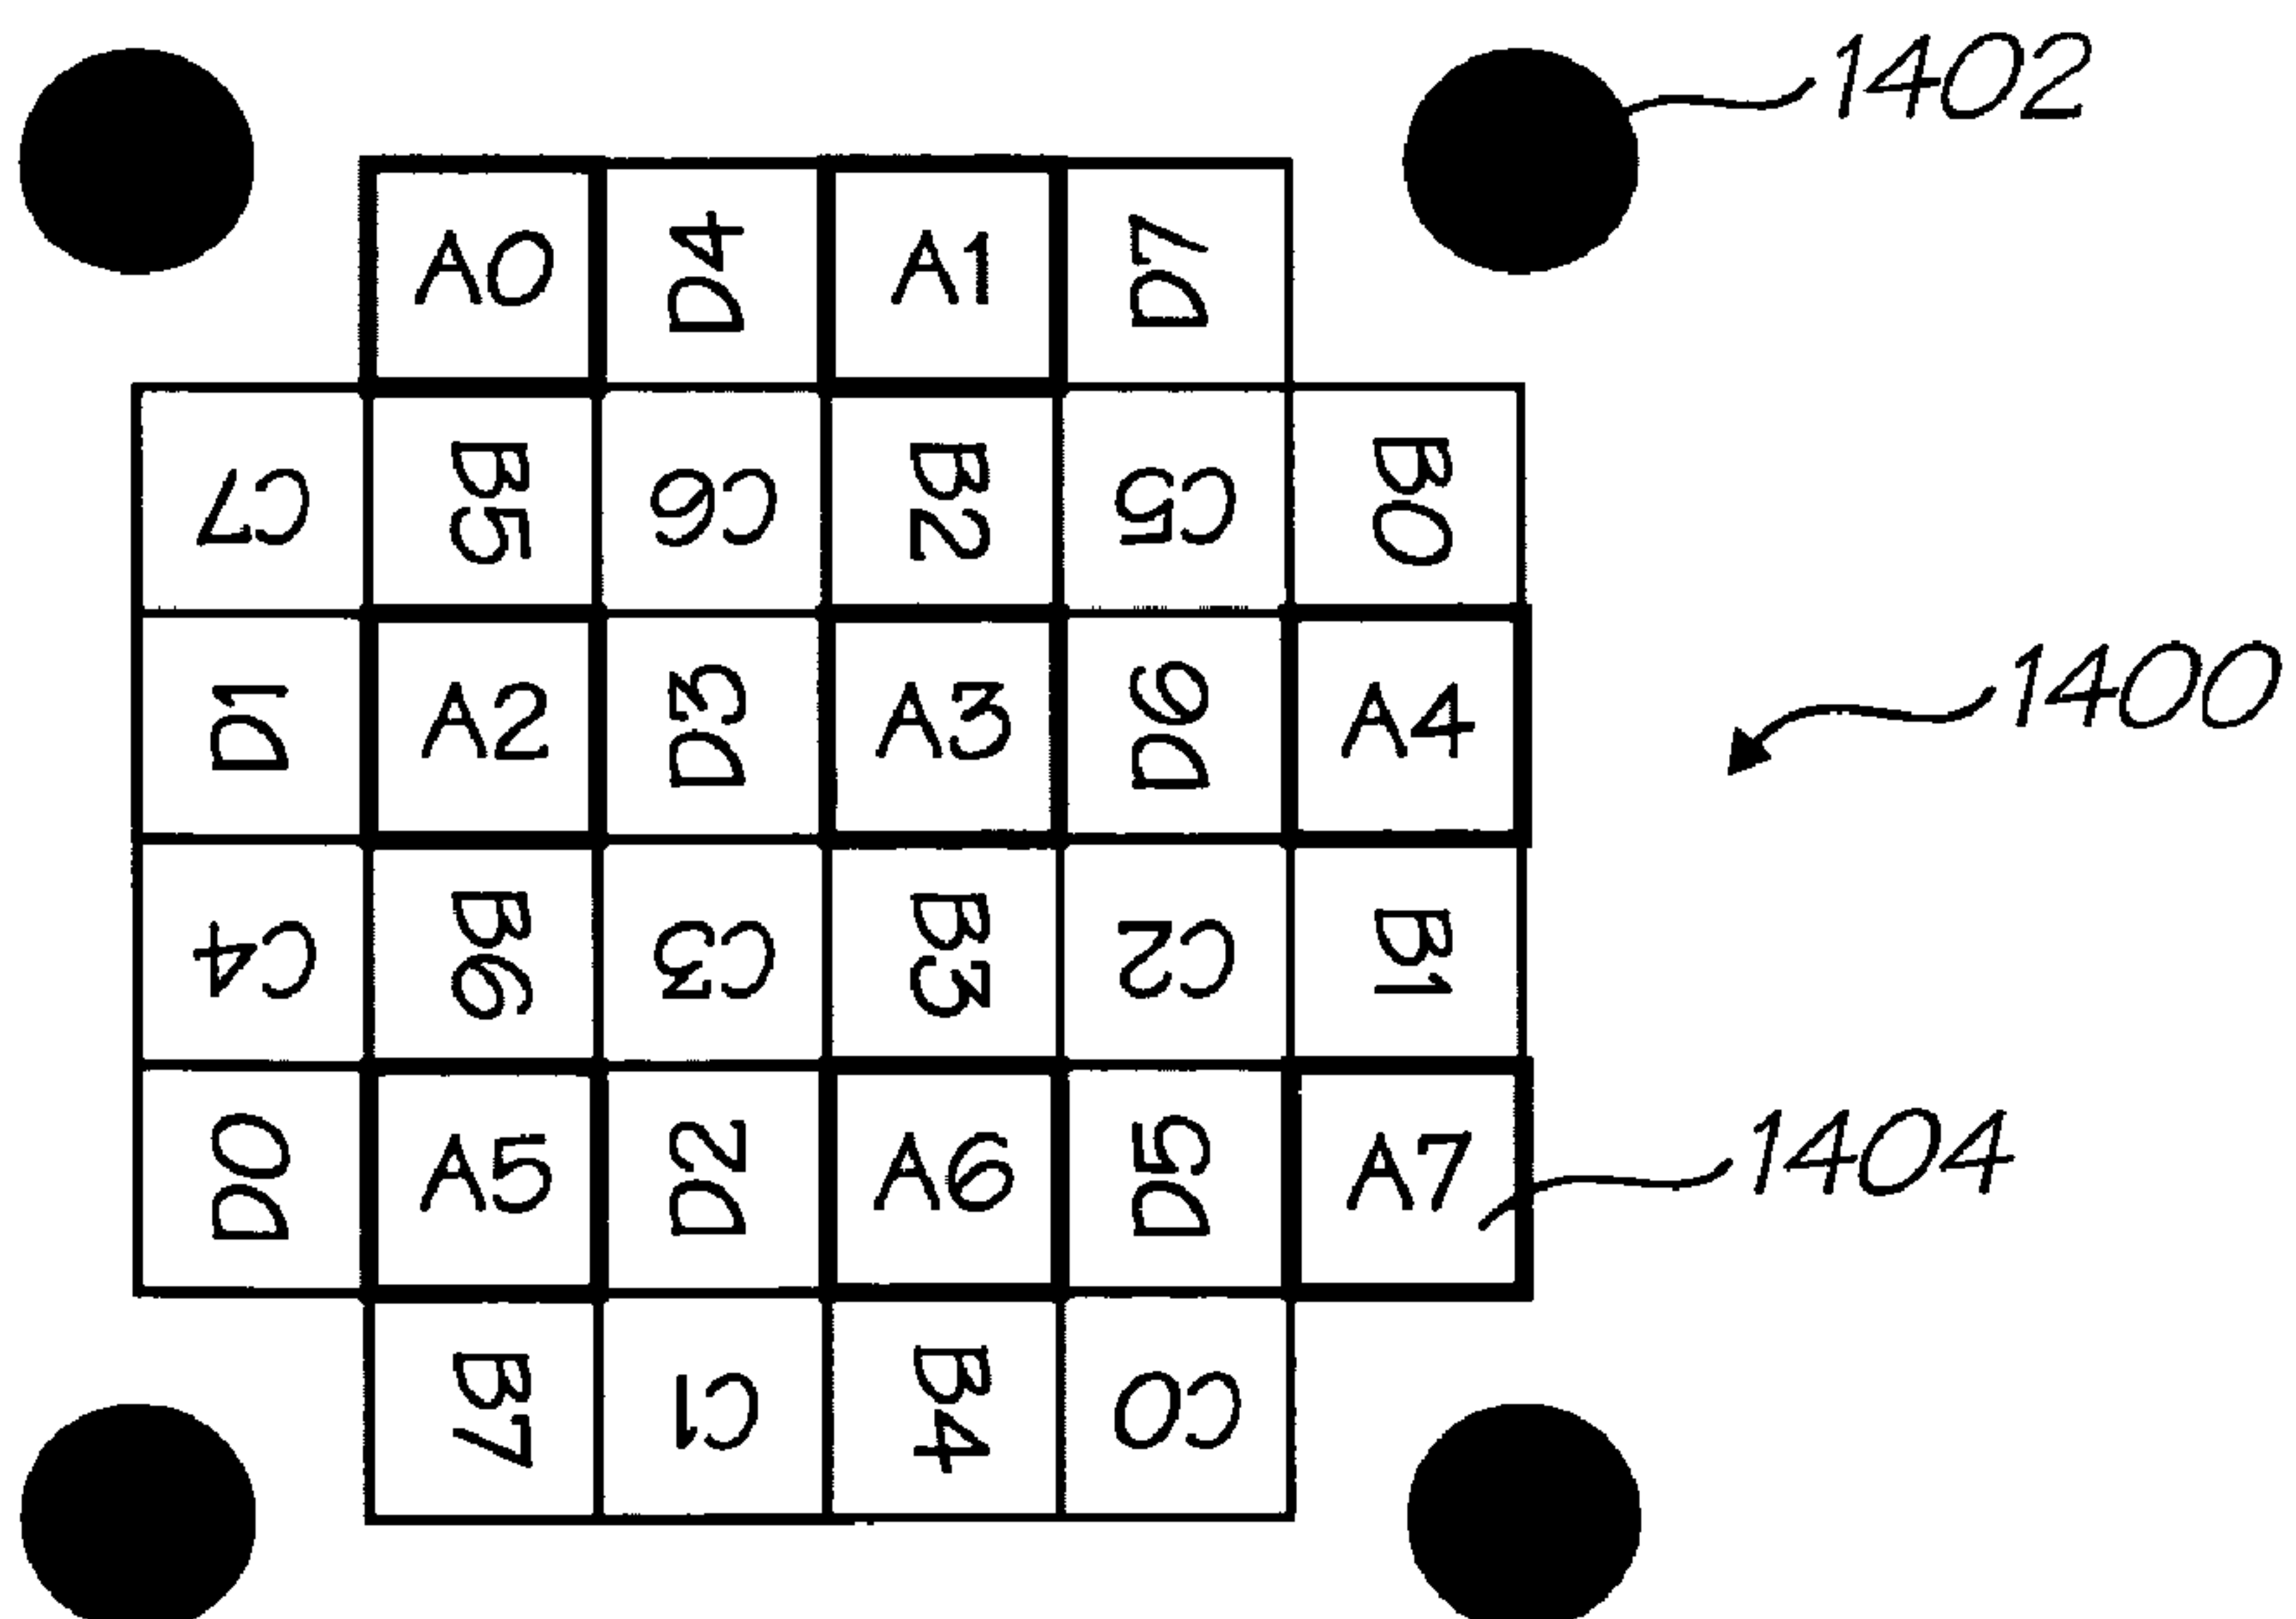 1402
A0 D4 A1 D7
C7 B5 C6 B2 C5 B0
D1 A2 D3 A3 D6 A4
1400
C4 B6 C3 B3 C2 B1
D0 A5 D2 A6 D5 A7
1404
B7 C1 B4 C0